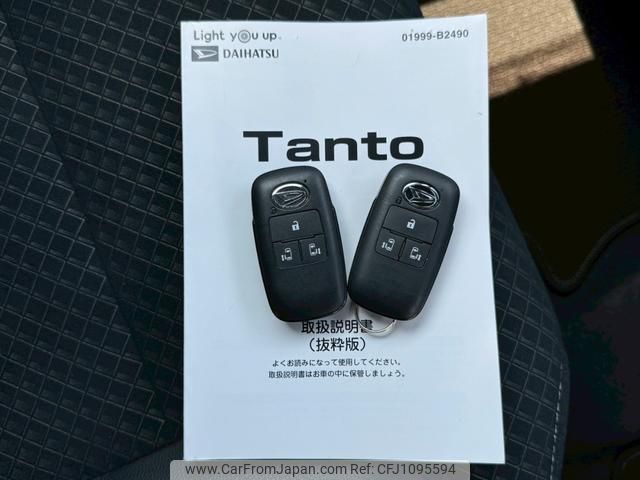 Light you up
01999-B2490
DAIHATSU
Tanto
取扱説明書
（抜粋版）
よくお読みになって使用してください。
取扱説明書はお車の中に保管しましょう。
www.CarFromJapan.com Ref: CFJ1095594